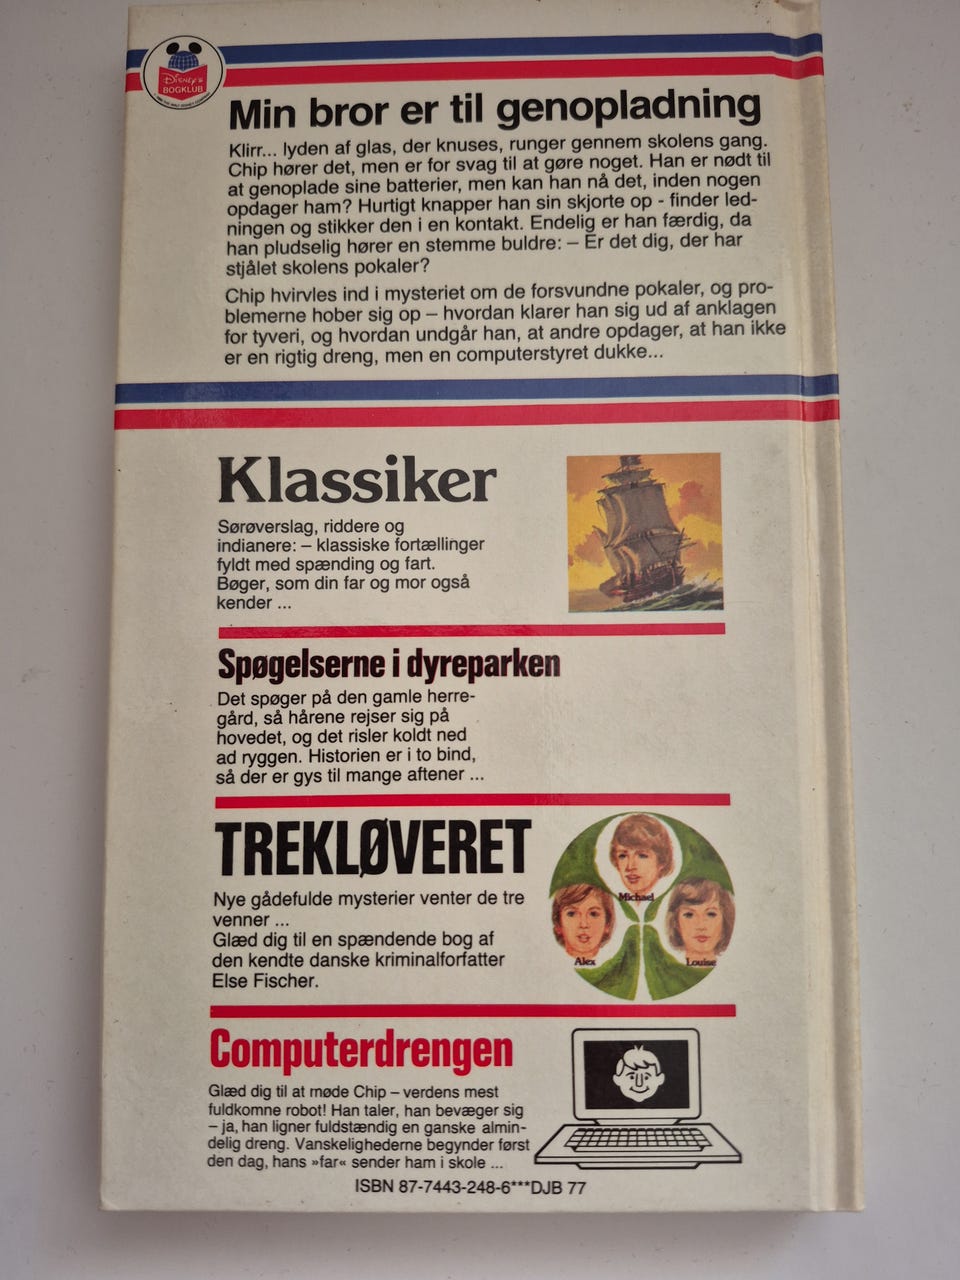 Disney's
BOGKLUB
Min bror er til genopladning
Klirr... lyden af glas, der knuses, runger gennem skolens gang.
Chip hører det, men er for svag til at gøre noget. Han er nødt til
at genoplade sine batterier, men kan han nå det, inden nogen
opdager ham? Hurtigt knapper han sin skjorte op - finder led-
ningen og stikker den i en kontakt. Endelig er han færdig, da
han pludselig hører en stemme buldre: – Er det dig, der har
stjålet skolens pokaler?
Chip hvirvles ind i mysteriet om de forsvundne pokaler, og pro-
blemerne hober sig op – hvordan klarer han sig ud af anklagen
for tyveri, og hvordan undgår han, at andre opdager, at han ikke
er en rigtig dreng, men en computerstyret dukke...
Klassiker
Sørøverslag, riddere og
indianere: – klassiske fortællinger
fyldt med spænding og fart.
Bøger, som din far og mor også
kender ...
Spøgelserne i dyreparken
Det spøger på den gamle herre-
gård, så hårene rejser sig på
hovedet, og det risler koldt ned
ad ryggen. Historien er i to bind,
så der er gys til mange aftener ...
TREKLØVERET
Nye gådefulde mysterier venter de tre
venner ...
Glæd dig til en spændende bog af
den kendte danske kriminalforfatter
Else Fischer.
Michael
Alex
Louise
Computerdrengen
Glæd dig til at møde Chip – verdens mest
fuldkomne robot! Han taler, han bevæger sig
– ja, han ligner fuldstændig en ganske almin-
delig dreng. Vanskelighederne begynder først
den dag, hans »far« sender ham i skole ...
ISBN 87-7443-248-6***DJB 77